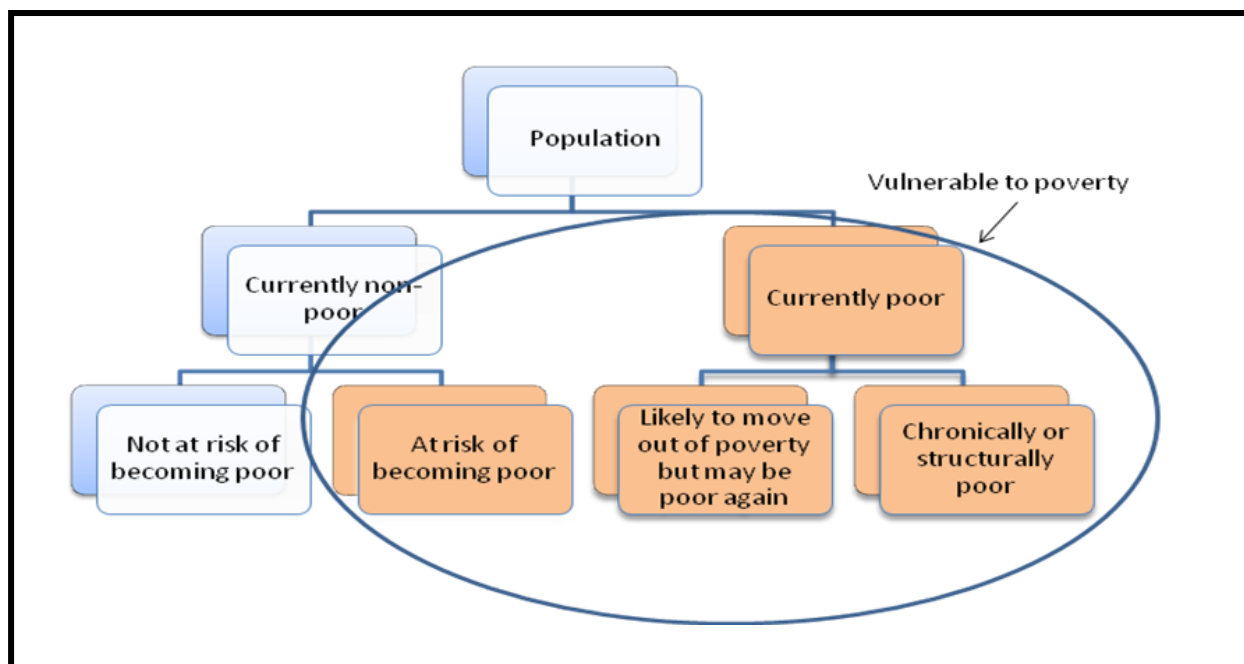 Population
Vulnerable to poverty
Currently non-
poor
Currently poor
Not at risk of
becoming poor
At risk of
becoming poor
Likely to move
out of poverty
but may be
poor again
Chronically or
structurally
poor